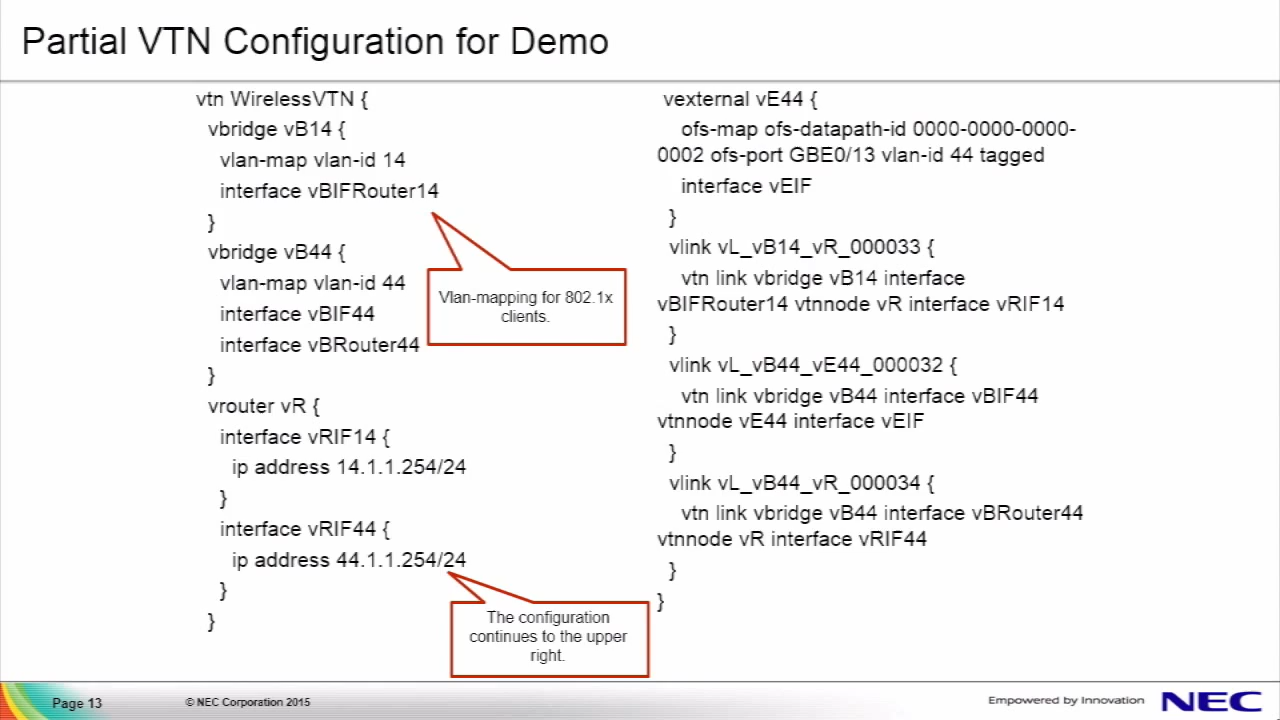 Partial VTN Configuration for Demo
vtn WirelessVTN {
vbridge vB14 {
vlan-map vlan-id 14
interface vBIFRouter14
}
vbridge vB44 {
vlan-map vlan-id 44
interface vBIF44
interface vBRouter44
}
vrouter vR {
interface vRIF14 {
ip address 14.1.1.254/24
}
interface vRIF44 {
ip address 44.1.1.254/24
}
}
Vlan-mapping for 802.1x
clients.
The configuration
continues to the upper
right.
vexternal vE44 {
ofs-map ofs-datapath-id 0000-0000-0000-
0002 ofs-port GBE0/13 vlan-id 44 tagged
interface vEIF
}
vlink vL_vB14_vR_000033 {
vtn link vbridge vB14 interface
vBIFRouter14 vtnnode vR interface vRIF14
}
vlink vL_vB44_vE44_000032 {
vtn link vbridge vB44 interface vBIF44
vtnnode vE44 interface vEIF
}
vlink vL_vB44_vR_000034 {
vtn link vbridge vB44 interface vBRouter44
vtnnode vR interface vRIF44
}
}
Page 13
© NEC Corporation 2015
Empowered by Innovation
NEC